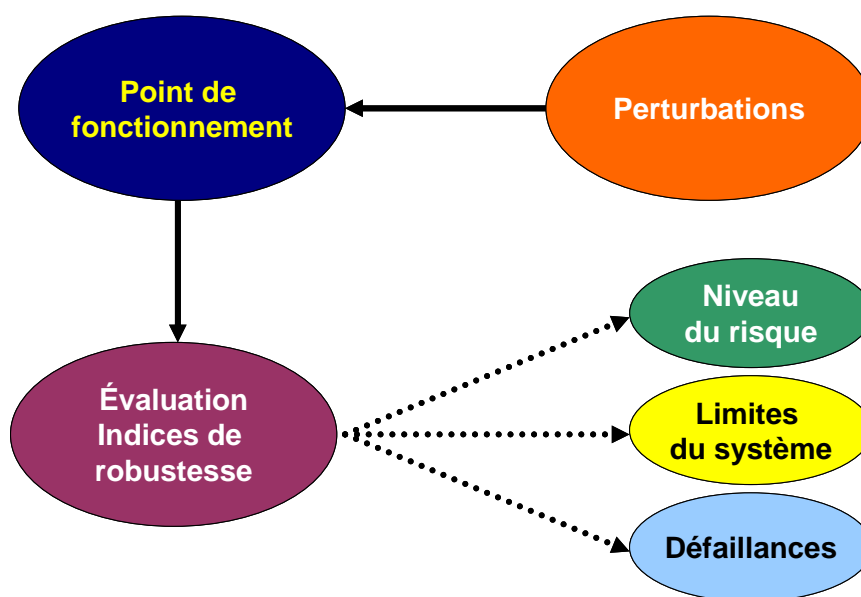 Point de
fonctionnement
Perturbations
Niveau
du risque
Évaluation
Indices de
robustesse
Limites
du système
Défaillances